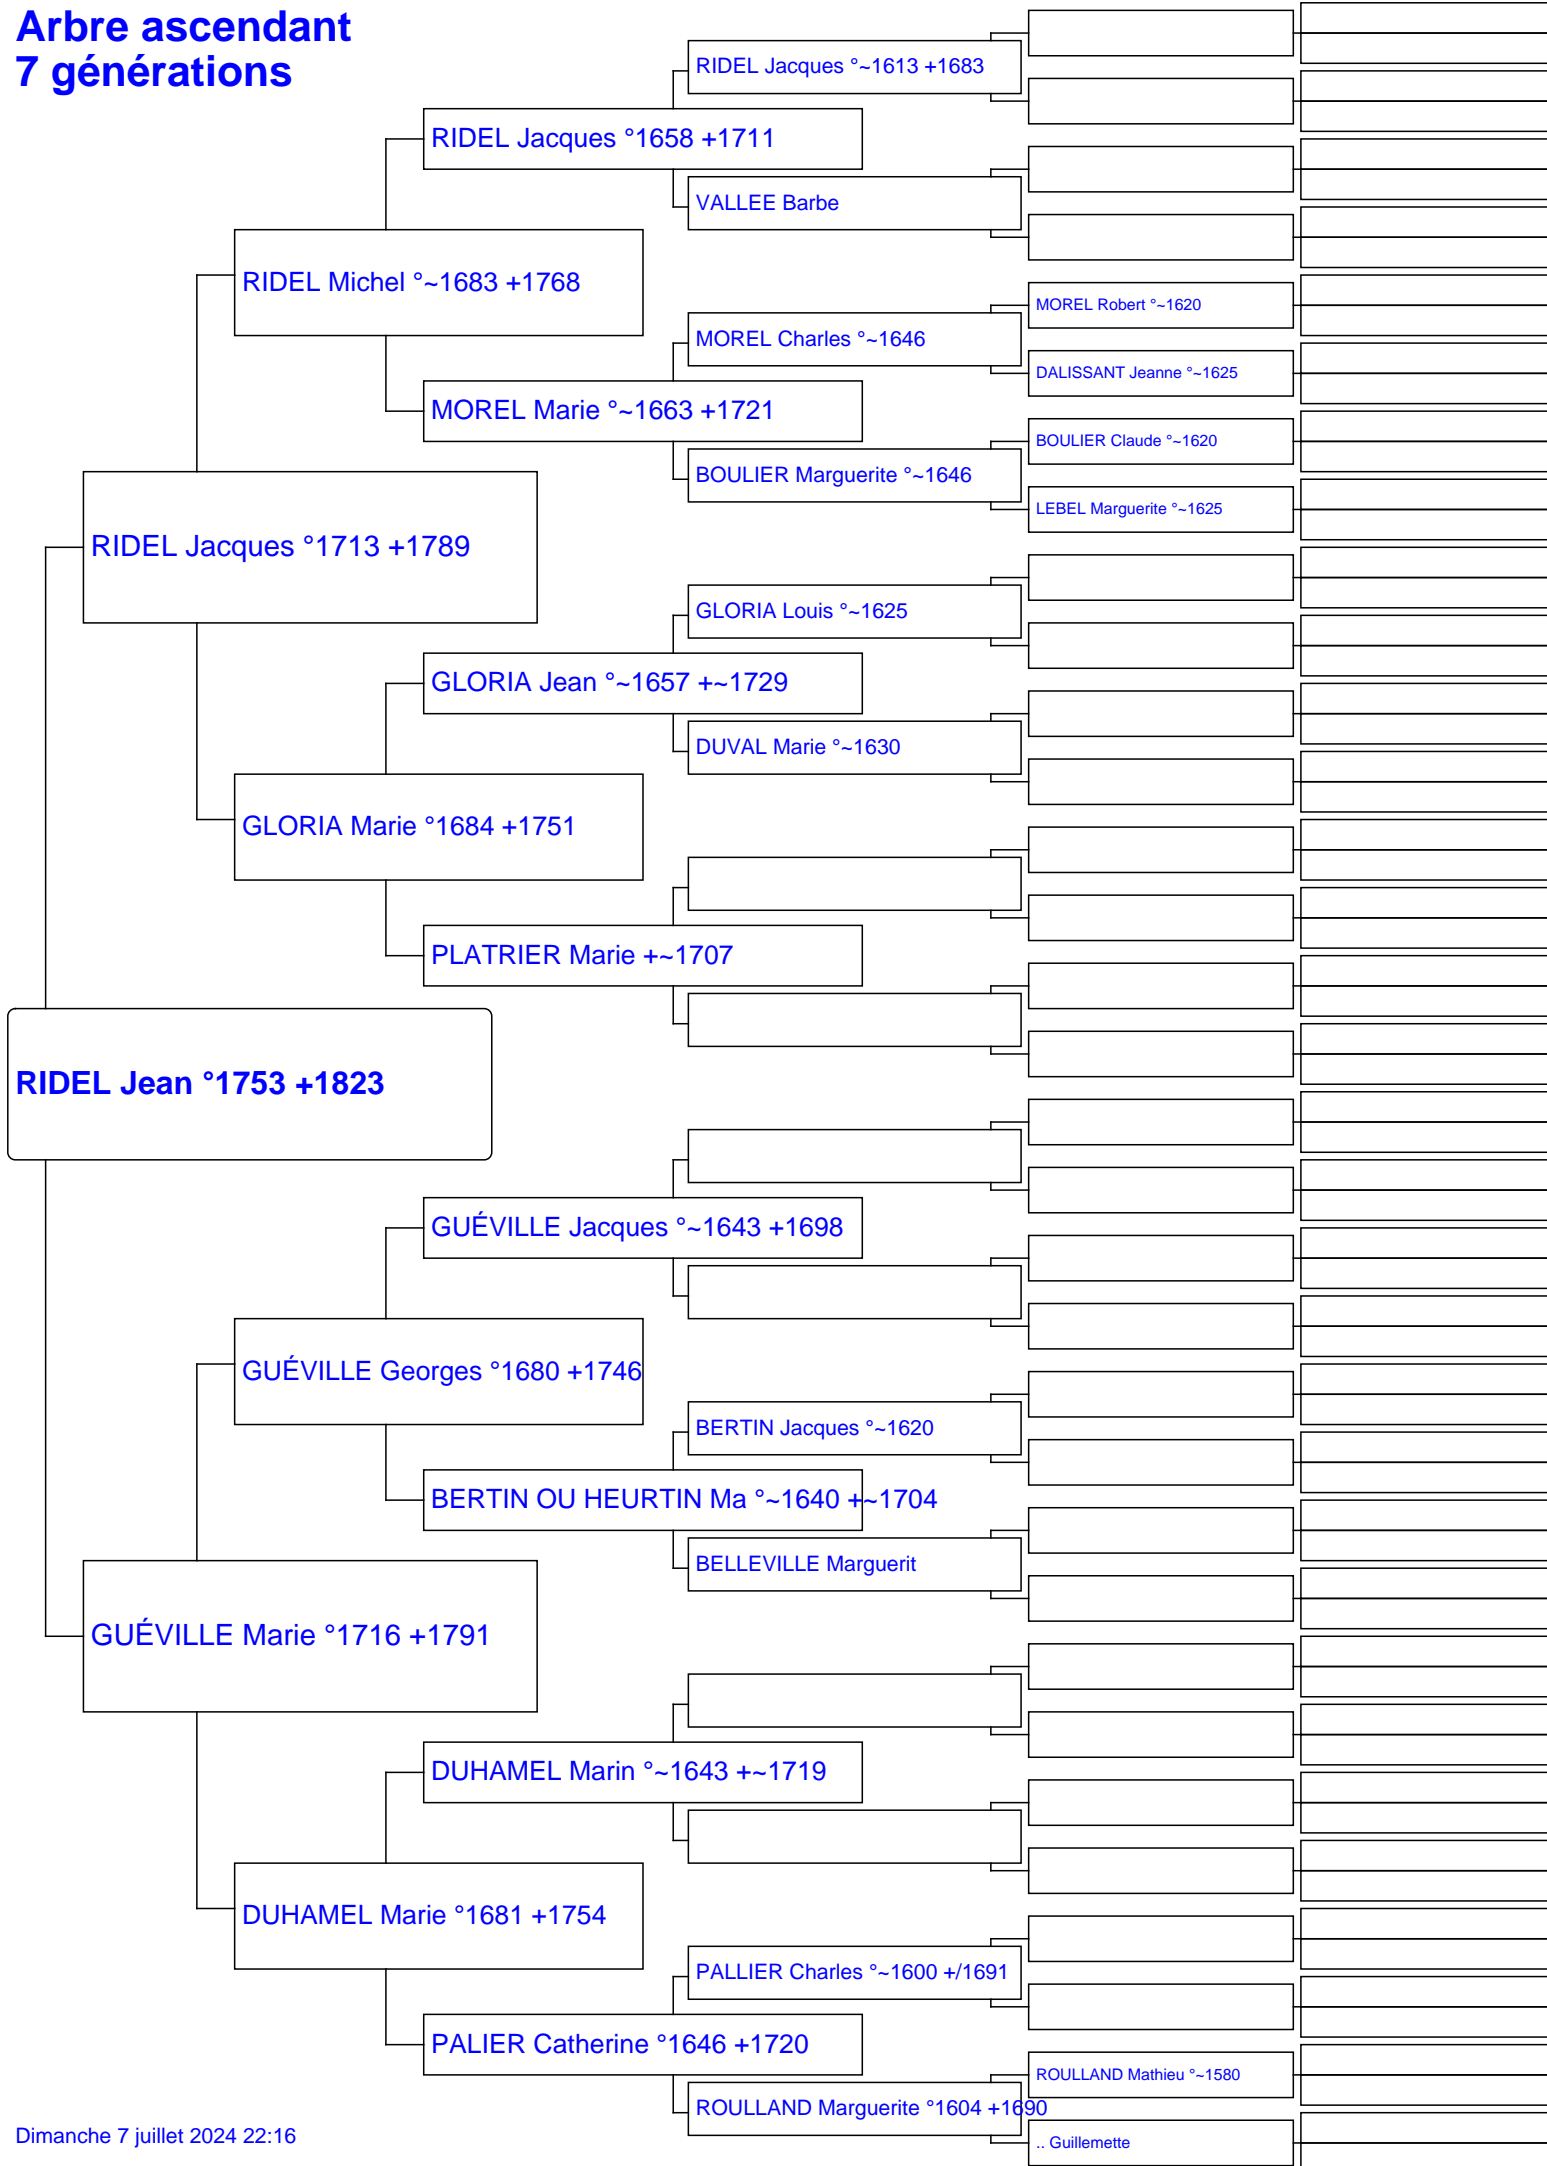 Arbre ascendant
7 générations
RIDEL Jacques °~1613 +1683
RIDEL Jacques °1658 +1711
VALLEE Barbe
RIDEL Michel °~1683 +1768
MOREL Robert °~1620
MOREL Charles °~1646
DALISSANT Jeanne °~1625
MOREL Marie °~1663 +1721
BOULIER Claude °~1620
BOULIER Marguerite °~1646
LEBEL Marguerite °~1625
RIDEL Jacques °1713 +1789
GLORIA Louis °~1625
GLORIA Jean °~1657 +~1729
DUVAL Marie °~1630
GLORIA Marie °1684 +1751
PLATRIER Marie +~1707
RIDEL Jean °1753 +1823
GUÉVILLE Jacques °~1643 +1698
GUÉVILLE Georges °1680 +1746
BERTIN Jacques °~1620
BERTIN OU HEURTIN Ma °~1640 +~1704
BELLEVILLE Marguerit
GUÉVILLE Marie °1716 +1791
DUHAMEL Marin °~1643 +~1719
DUHAMEL Marie °1681 +1754
PALLIER Charles °~1600 +/1691
PALIER Catherine °1646 +1720
ROULLAND Mathieu °~1580
ROULLAND Marguerite °1604 +1690
.. Guillemette
Dimanche 7 juillet 2024 22:16